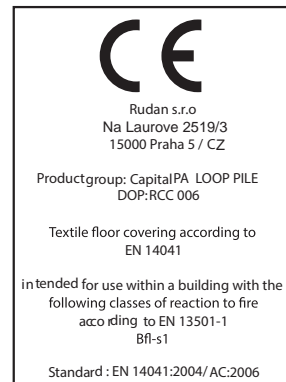 CE
Rudan s.r.o
Na Laurove 2519/3
15000 Praha 5 / CZ
Productgroup: CapitalPA LOOP PILE
DOP:RCC 006
Textile floor covering according to
EN 14041
intended for use within a building with the
following classes of reaction to fire
according to EN 13501-1
Bfl-s1
Standard : EN 14041:2004/ AC:2006